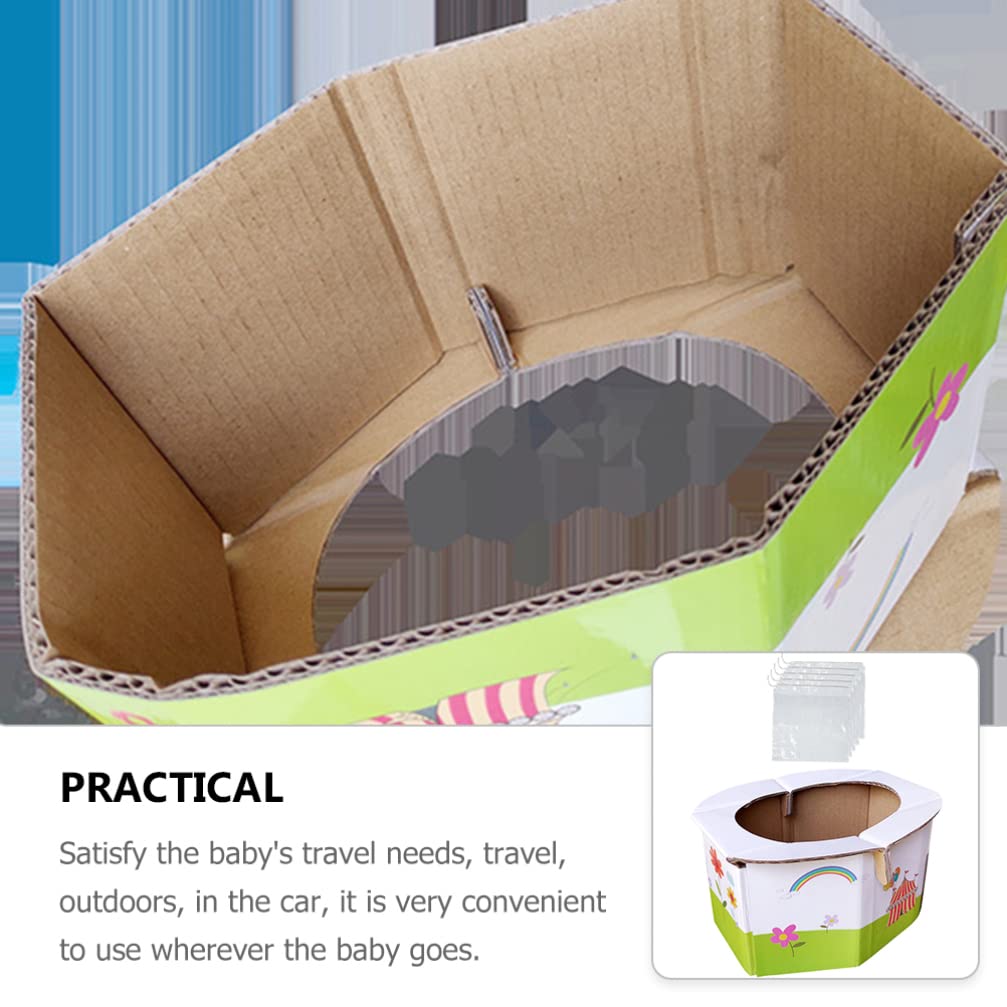 PRACTICAL
Satisfy the baby's travel needs, travel,
outdoors, in the car, it is very convenient
to use wherever the baby goes.